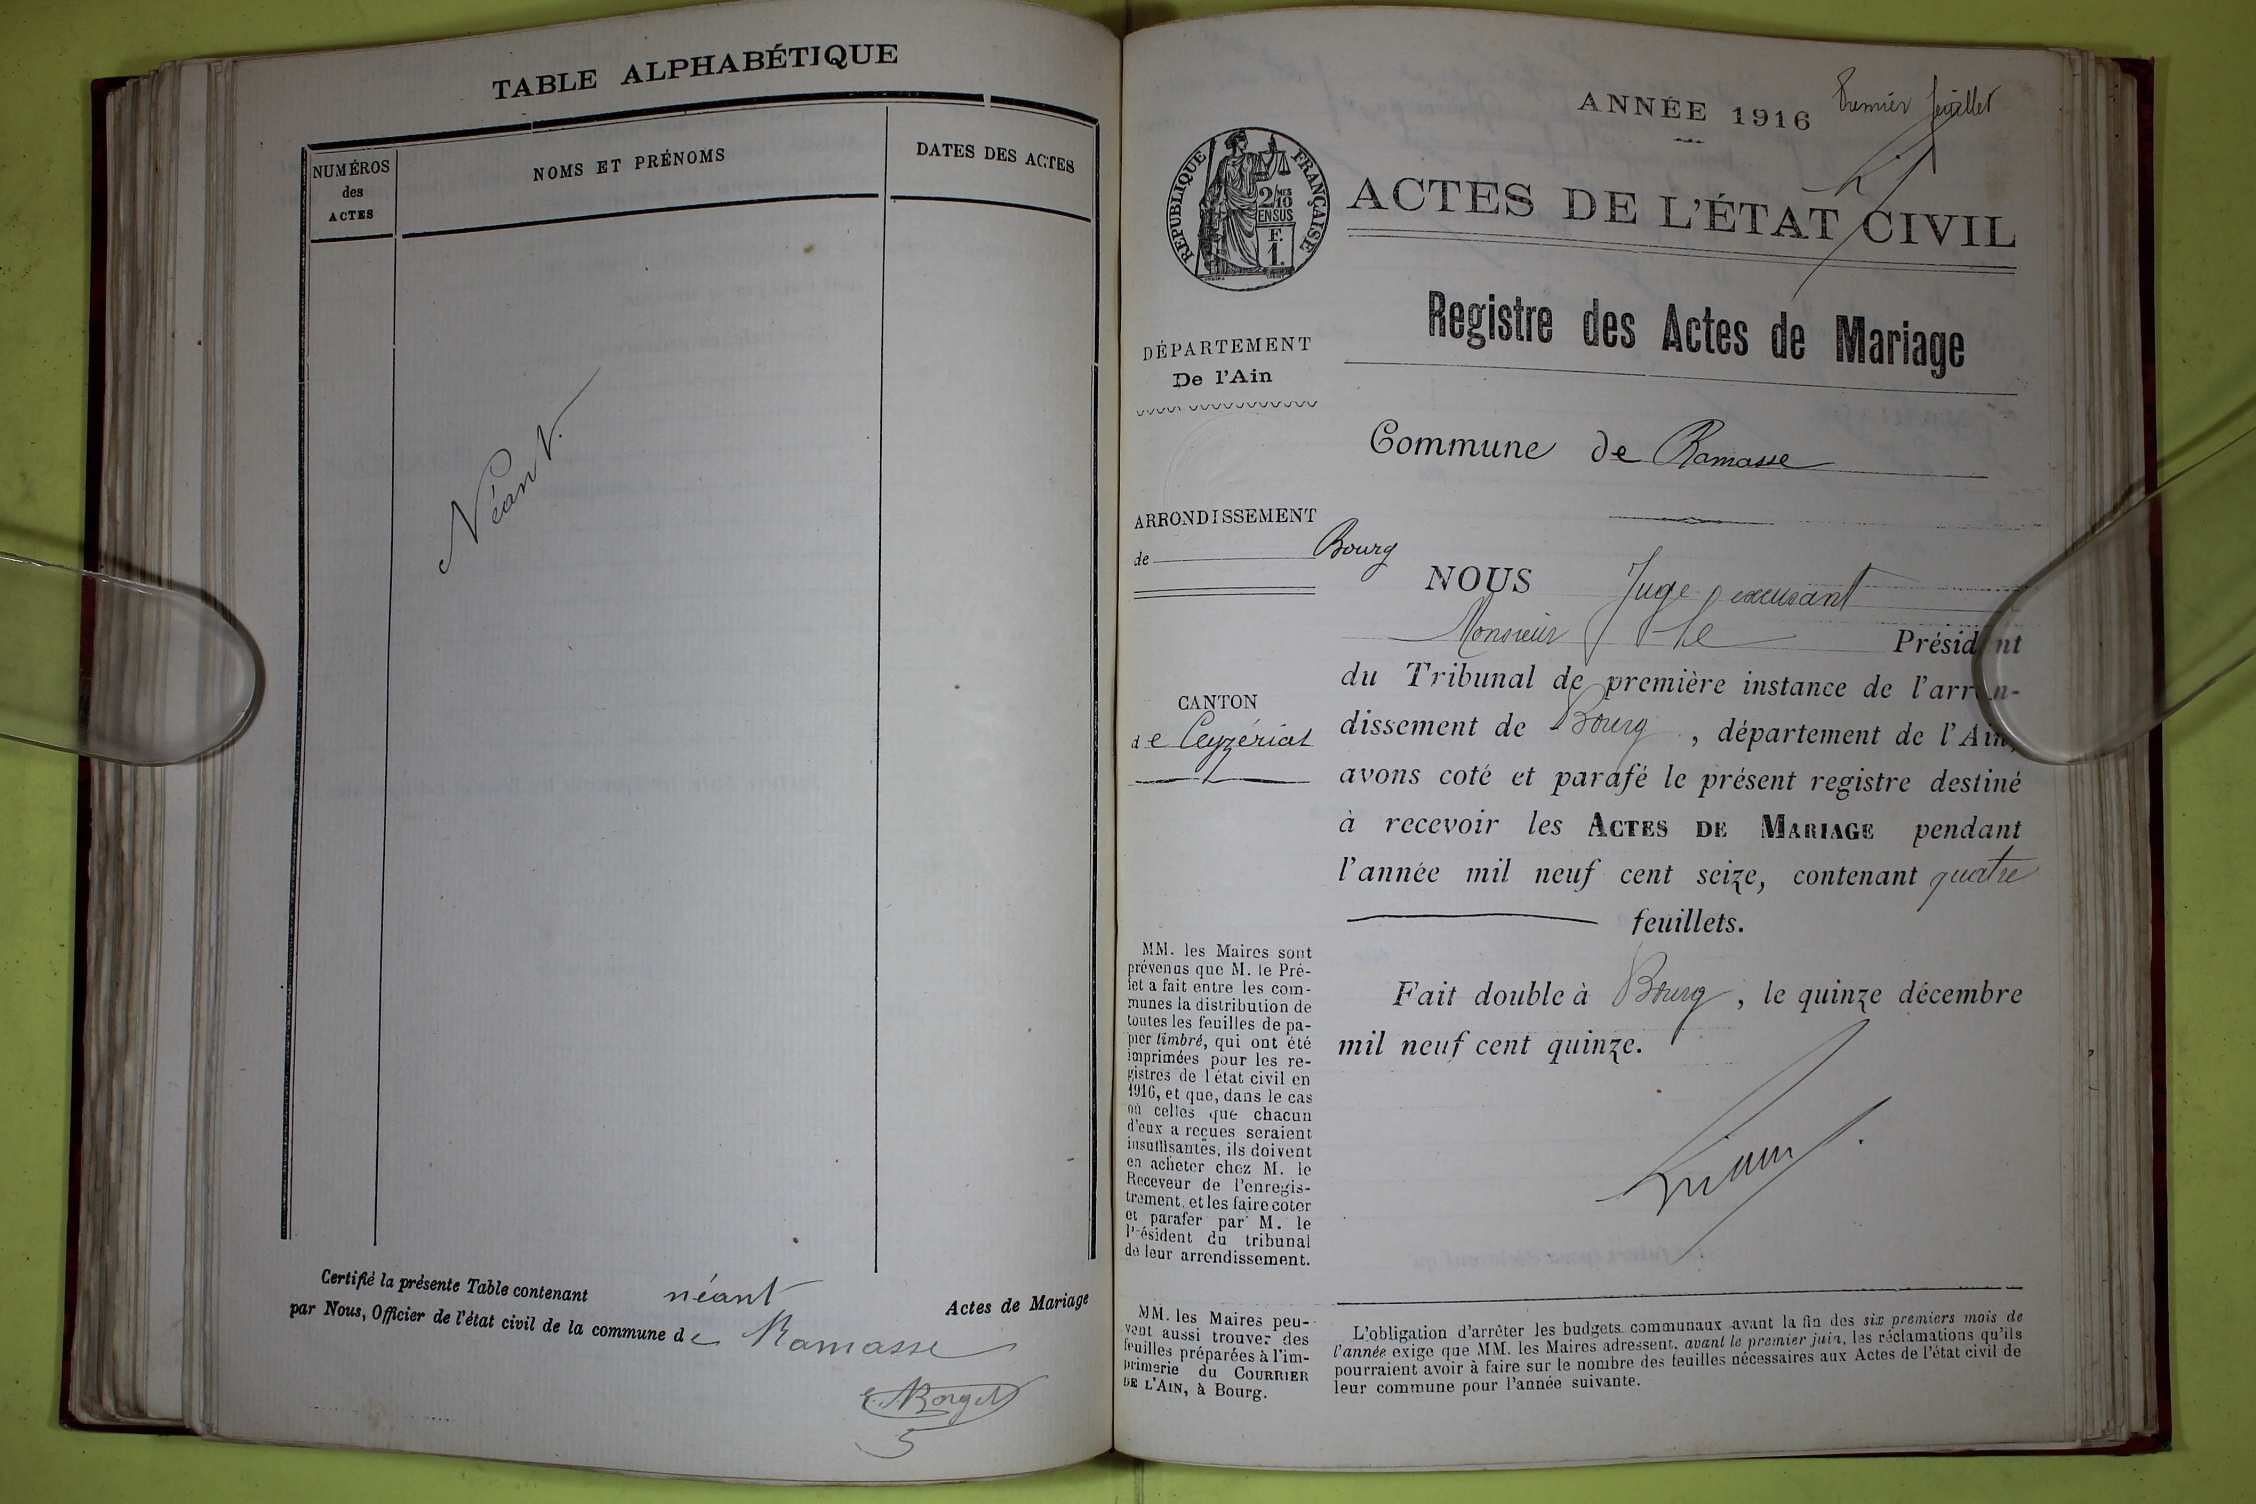 TABLE ALPHABÉTIQUE
NUMÉROS
des
ACTES
NOMS ET PRÉNOMS
DATES DES ACTES
Néant.
Certifié la présente Table contenant néant Actes de Mariage
par Nous, Officier de l'état civil de la commune de Ramasse
Borget
ANNÉE 1916
Premier feuillet
RÉPUBLIQUE FRANÇAISE
2/10 MES
EN SUS
F.
1.
ACTES DE L'ÉTAT CIVIL
Registre des Actes de Mariage
DÉPARTEMENT
De l'Ain
Commune de Ramasse
ARRONDISSEMENT
de Bourg
CANTON
de Ceyzériat
NOUS Juge excusant
Monsieur Le Président
du Tribunal de première instance de l'arron-
dissement de Bourg, département de l'Ain,
avons coté et parafé le présent registre destiné
à recevoir les ACTES DE MARIAGE pendant
l'année mil neuf cent seize, contenant quatre
feuillets.
Fait double à Bourg, le quinze décembre
mil neuf cent quinze.
MM. les Maires sont
prévenus que M. le Pré-
fet a fait entre les com-
munes la distribution de
toutes les feuilles de pa-
pier timbré, qui ont été
imprimées pour les re-
gistres de l'état civil en
1916, et que, dans le cas
où celles que chacun
d'eux a reçues seraient
insuffisantes, ils doivent
en acheter chez M. le
Receveur de l'enregis-
trement, et les faire coter
et parafer par M. le
Président du tribunal
de leur arrondissement.
MM. les Maires peu-
vent aussi trouver des
feuilles préparées à l'im-
primerie du COURRIER
DE L'AIN, à Bourg.
L'obligation d'arrêter les budgets communaux avant la fin des six premiers mois de
l'année exige que MM. les Maires adressent, avant le premier juin, les réclamations qu'ils
pourraient avoir à faire sur le nombre des feuilles nécessaires aux Actes de l'état civil de
leur commune pour l'année suivante.